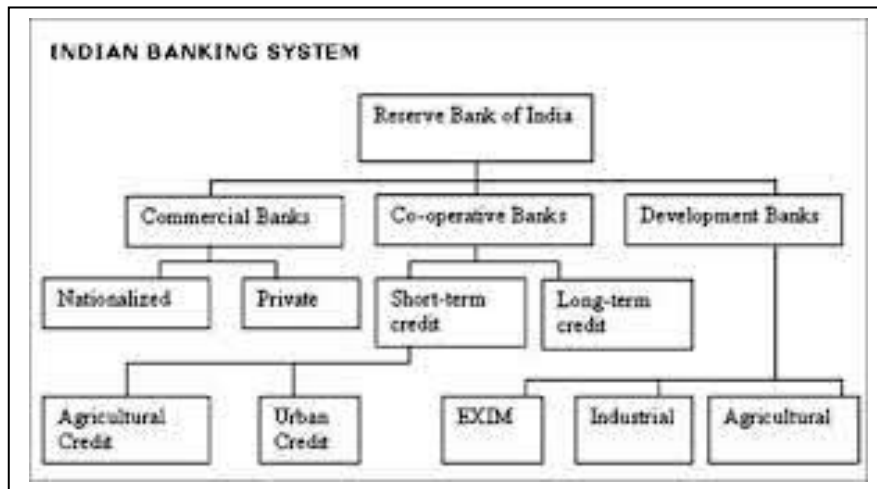 INDIAN BANKING SYSTEM
Reserve Bank of India
Commercial Banks
Co-operative Banks
Development Banks
Nationalized
Private
Short-term
credit
Long-term
credit
Agricultural
Credit
Urban
Credit
EXIM
Industrial
Agricultural